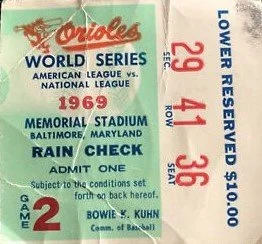 Orioles
WORLD SERIES
AMERICAN LEAGUE vs.
NATIONAL LEAGUE
1969
MEMORIAL STADIUM
BALTIMORE, MARYLAND
RAIN CHECK
ADMIT ONE
Subject to the conditions set
forth on back hereof.
BOWIE K. KUHN
Comm. of Baseball
GAME
2
29 41 36
SEC. ROW SEAT
LOWER RESERVED $10.00